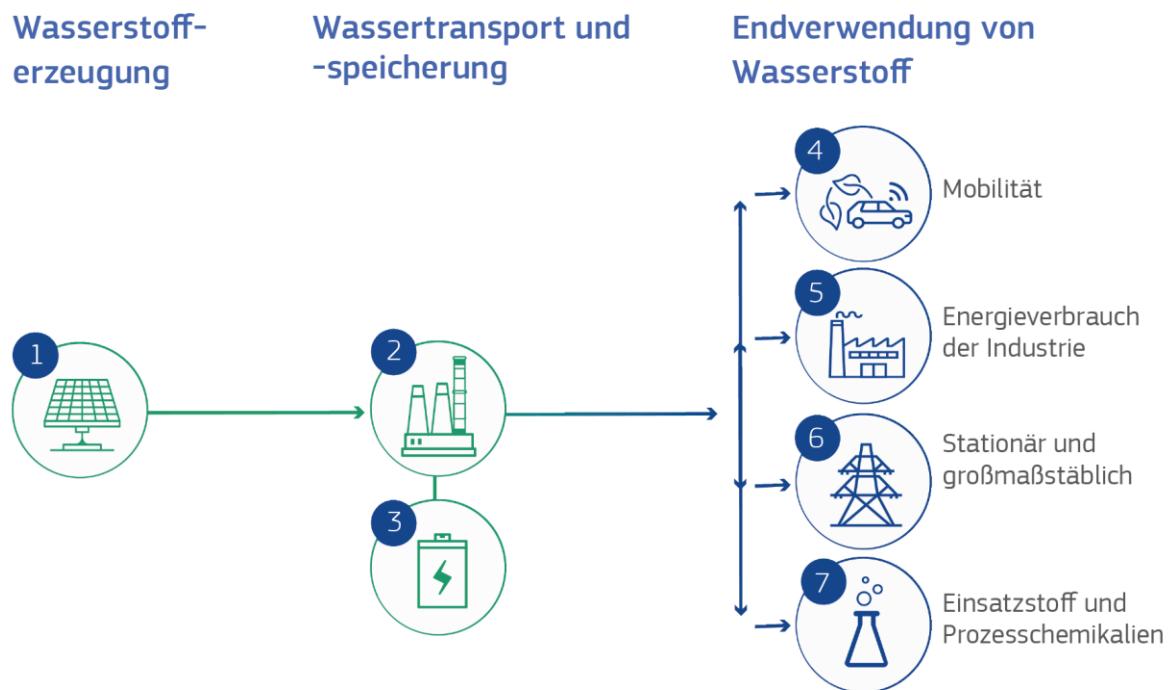 Wasserstoff-
erzeugung
Wassertransport und
-speicherung
Endverwendung von
Wasserstoff
1
2
3
4
Mobilität
5
Energieverbrauch
der Industrie
6
Stationär und
großmaßstäblich
7
Einsatzstoff und
Prozesschemikalien